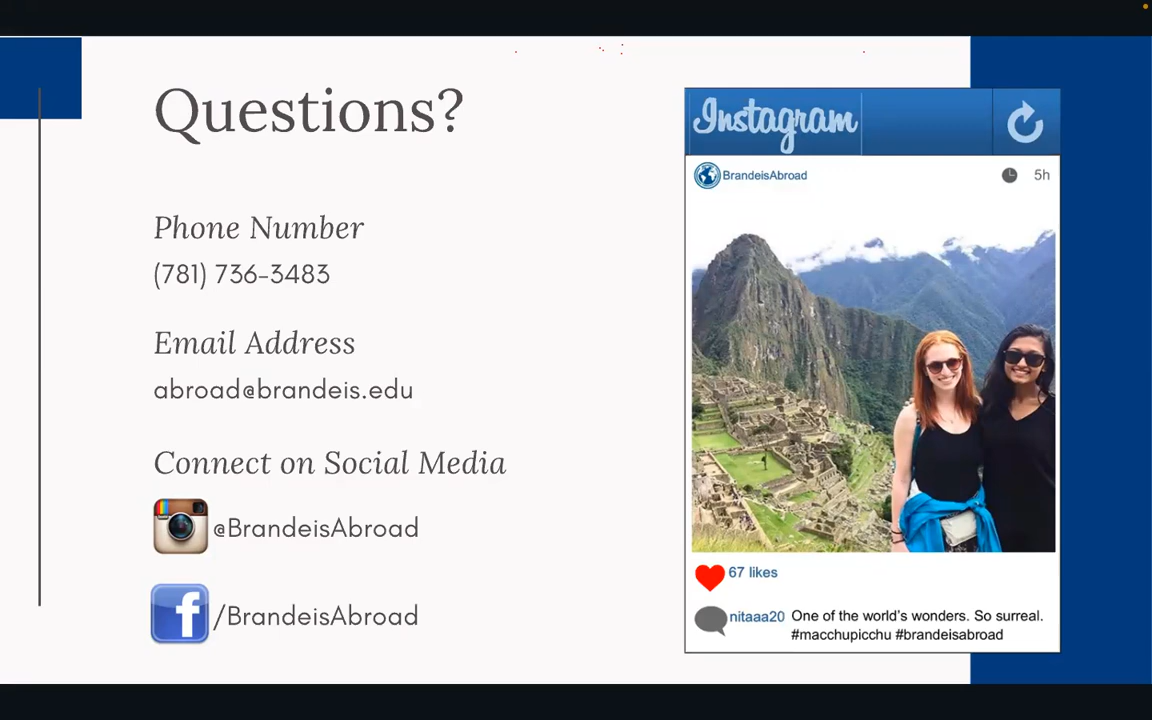 Questions?
Phone Number
(781) 736-3483
Email Address
abroad@brandeis.edu
Connect on Social Media
@BrandeisAbroad
/BrandeisAbroad
Instagram
BrandeisAbroad 5h
67 likes
nitaaa20 One of the world's wonders. So surreal.
#macchupicchu #brandeisabroad